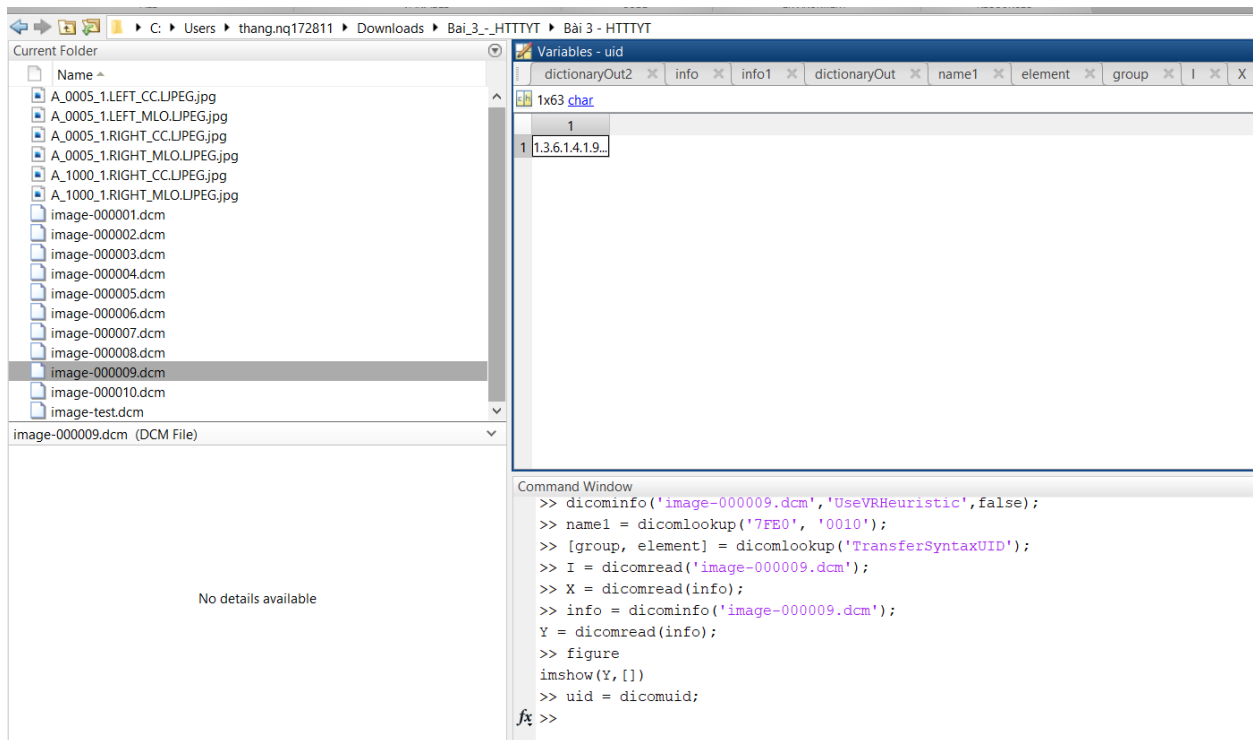 C: Users thang.nq172811 Downloads Bai_3_-_HTTTYT Bài 3 - HTTTYT
Current Folder
Name
A_0005_1.LEFT_CC.LJPEG.jpg
A_0005_1.LEFT_MLO.LJPEG.jpg
A_0005_1.RIGHT_CC.LJPEG.jpg
A_0005_1.RIGHT_MLO.LJPEG.jpg
A_1000_1.RIGHT_CC.LJPEG.jpg
A_1000_1.RIGHT_MLO.LJPEG.jpg
image-000001.dcm
image-000002.dcm
image-000003.dcm
image-000004.dcm
image-000005.dcm
image-000006.dcm
image-000007.dcm
image-000008.dcm
image-000009.dcm
image-000010.dcm
image-test.dcm
image-000009.dcm (DCM File)
No details available
Variables - uid
dictionaryOut2 info info1 dictionaryOut name1 element group I X
1x63 char
1
1 1.3.6.1.4.1.9...
Command Window
>> dicominfo('image-000009.dcm','UseVRHeuristic',false);
>> name1 = dicomlookup('7FE0', '0010');
>> [group, element] = dicomlookup('TransferSyntaxUID');
>> I = dicomread('image-000009.dcm');
>> X = dicomread(info);
>> info = dicominfo('image-000009.dcm');
Y = dicomread(info);
>> figure
imshow(Y,[])
>> uid = dicomuid;
fx >>